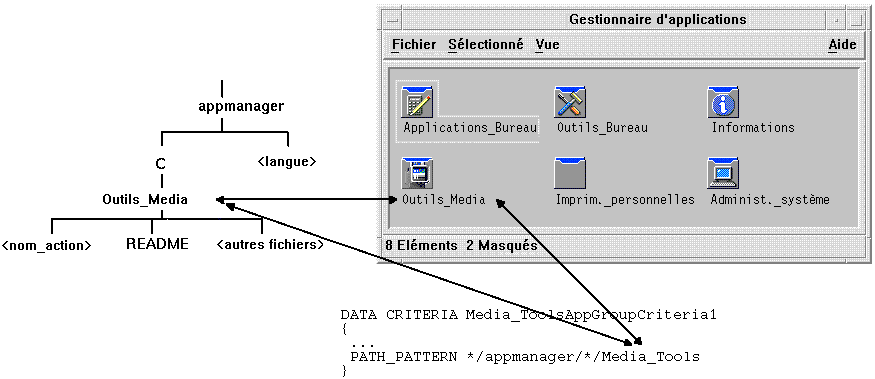 Gestionnaire d'applications
Fichier Sélectionné Vue Aide
Applications_Bureau Outils_Bureau Informations
Outils_Media Imprim._personnelles Administ._système
8 Eléments 2 Masqués
appmanager
C <langue>
Outils_Media
<nom_action> README <autres fichiers>
DATA CRITERIA Media_ToolsAppGroupCriteria1
{
...
PATH_PATTERN */appmanager/*/Media_Tools
}